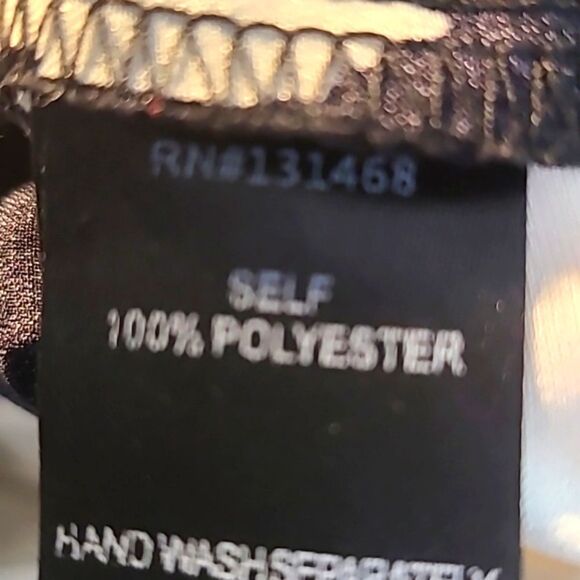 RN#131468
SELF
100% POLYESTER
HAND WASH SEPARATELY